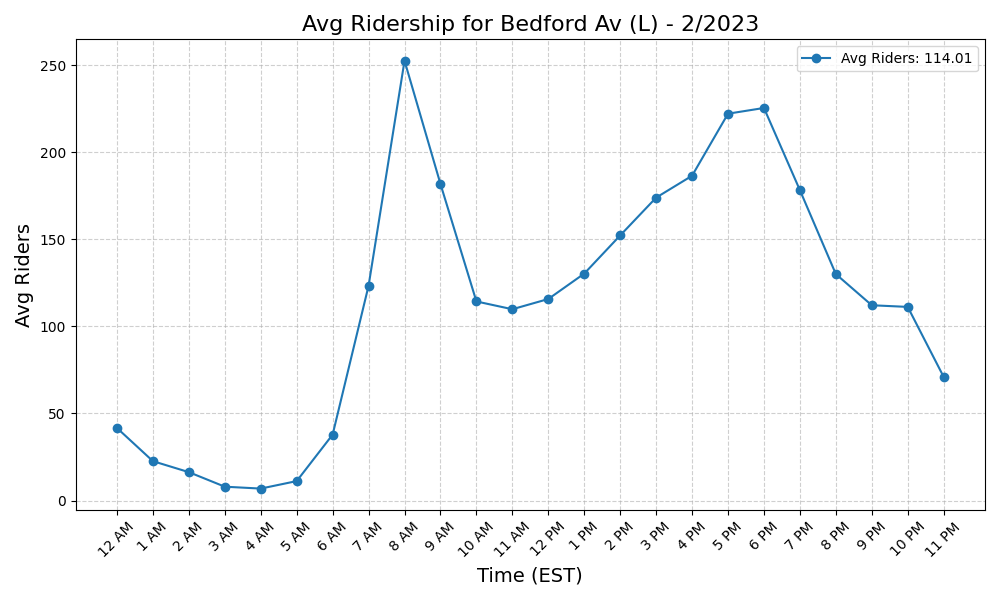 Avg Ridership for Bedford Av (L) - 2/2023
Avg Riders: 114.01
Avg Riders
250
200
150
100
50
0
12 AM
1 AM
2 AM
3 AM
4 AM
5 AM
6 AM
7 AM
8 AM
9 AM
10 AM
11 AM
12 PM
1 PM
2 PM
3 PM
4 PM
5 PM
6 PM
7 PM
8 PM
9 PM
10 PM
11 PM
Time (EST)